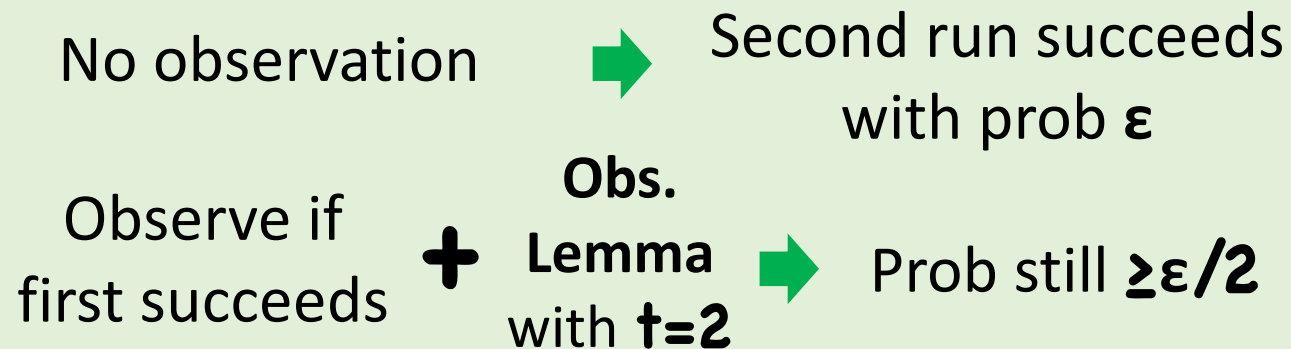 No observation
Second run succeeds
with prob ε
Observe if
first succeeds
+
Obs.
Lemma
with t=2
Prob still ≥ε/2